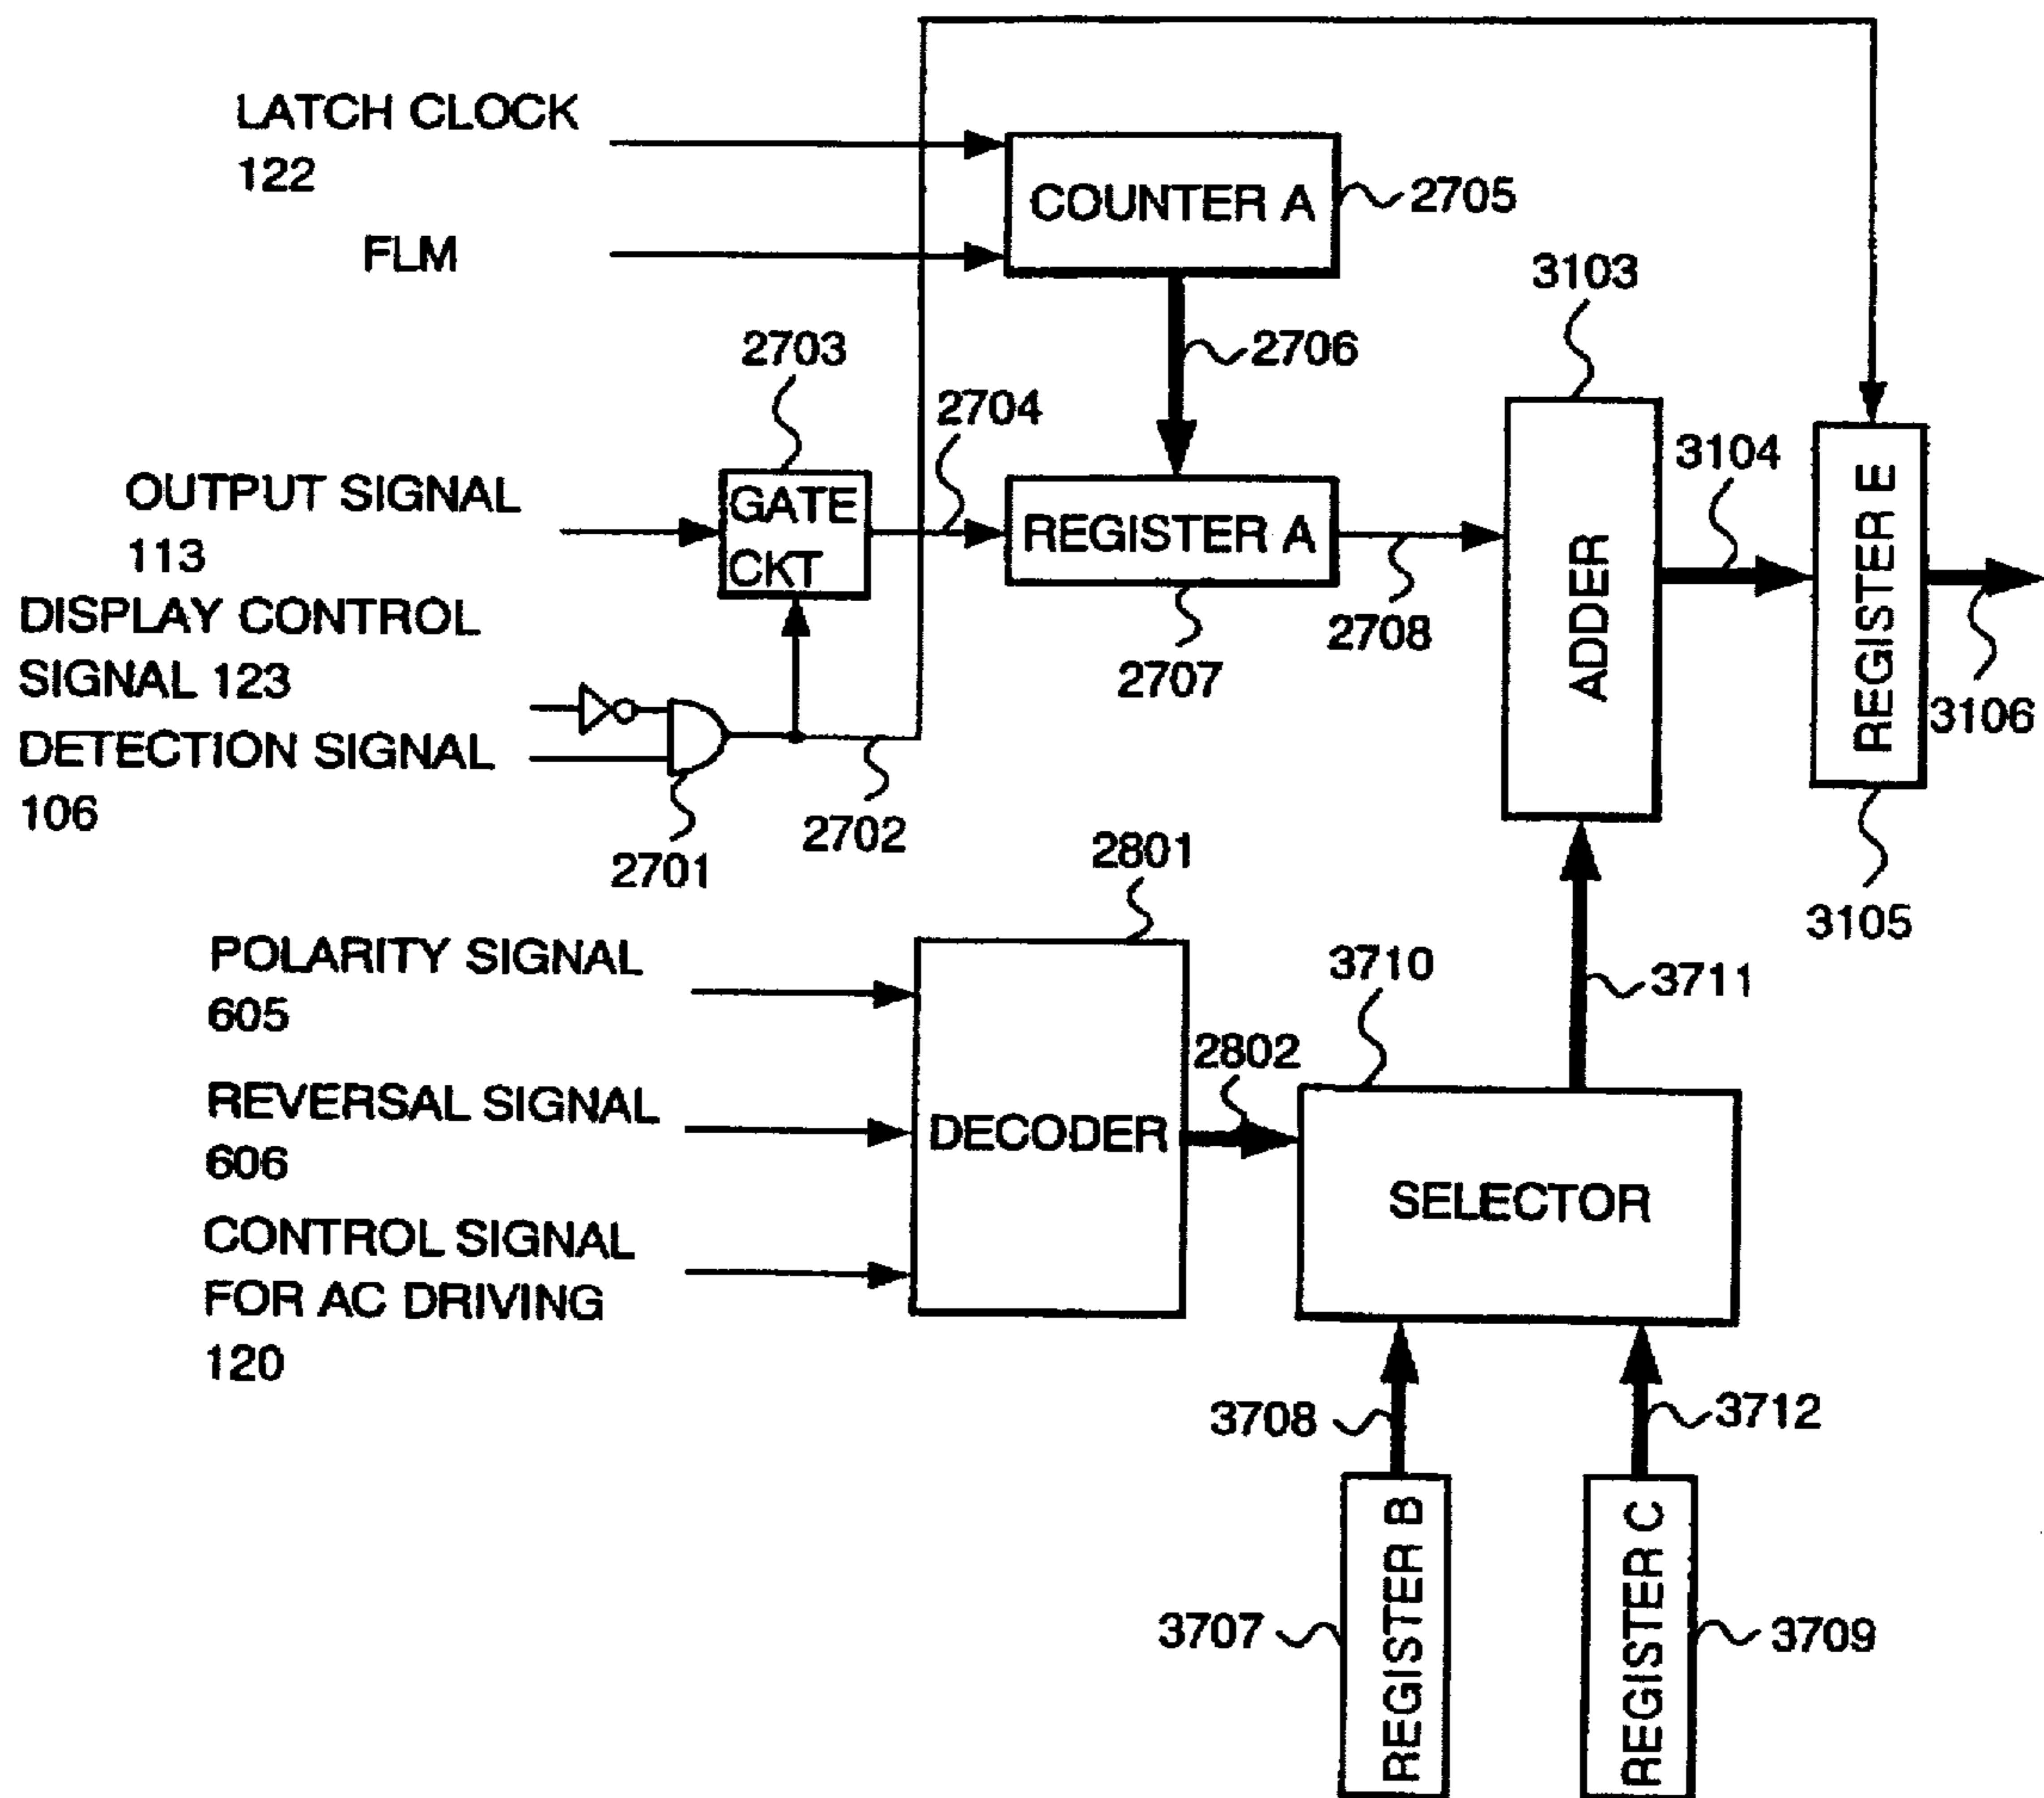 LATCH CLOCK
122
COUNTER A
2705
FLM
3103
2703
2706
2704
3104
OUTPUT SIGNAL
113
GATE
CKT
REGISTER A
ADDER
REGISTER E
DISPLAY CONTROL
SIGNAL 123
2707
2708
3106
DETECTION SIGNAL
106
2701
2702
2801
3105
POLARITY SIGNAL
605
3710
3711
2802
REVERSAL SIGNAL
606
DECODER
SELECTOR
CONTROL SIGNAL
FOR AC DRIVING
120
3708
3712
3707
REGISTER B
REGISTER C
3709